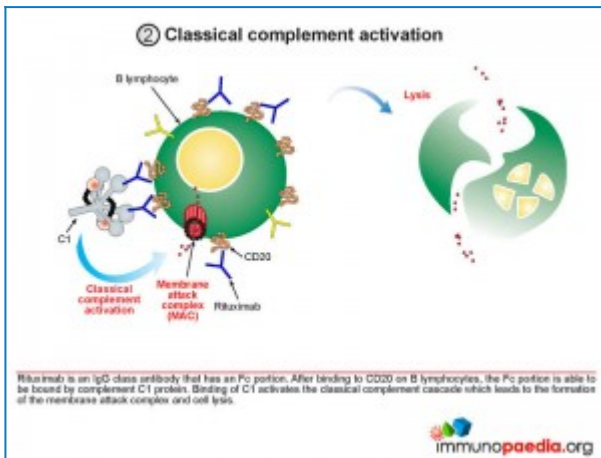 ② Classical complement activation
B lymphocyte
Lysis
C1
CD20
Classical
complement
activation
Membrane
attack
complex
(MAC)
Rituximab
Rituximab is an IgG class antibody that has an Fc portion. After binding to CD20 on B lymphocytes, the Fc portion is able to
be bound by complement C1 protein. Binding of C1 activates the classical complement cascade which leads to the formation
of the membrane attack complex and cell lysis.
immunopaedia.org